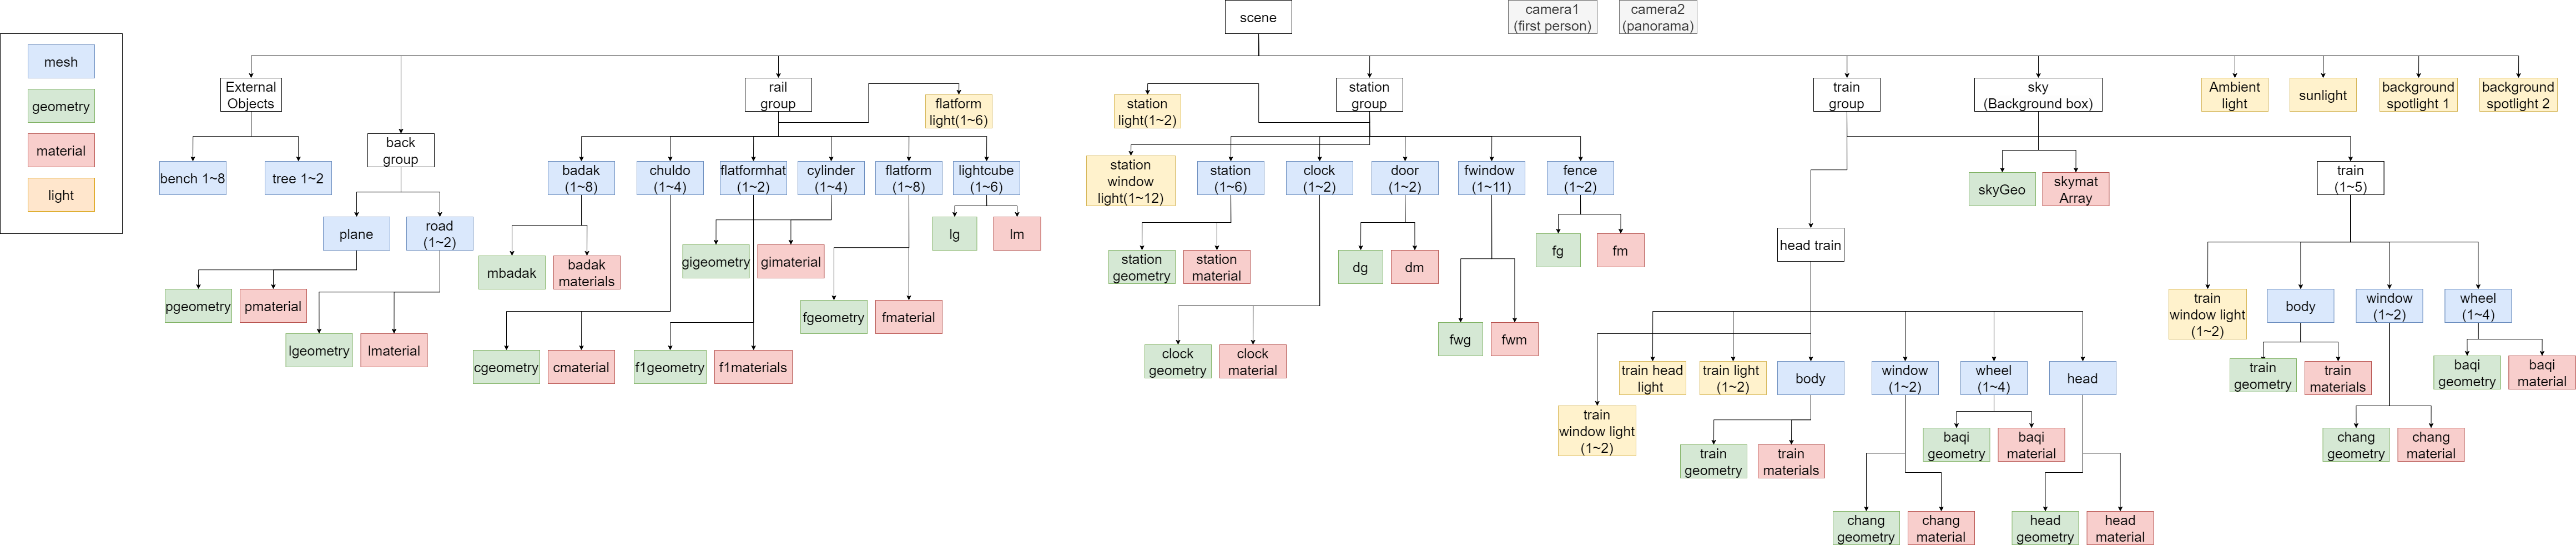 scene
camera1
(first person)
camera2
(panorama)
mesh
geometry
material
light
External
Objects
rail
group
flatform
light(1~6)
station
light(1~2)
station
group
train
group
sky
(Background box)
Ambient
light
sunlight
background
spotlight 1
background
spotlight 2
back
group
bench 1~8
tree 1~2
badak
(1~8)
chuldo
(1~4)
flatformhat
(1~2)
cylinder
(1~4)
flatform
(1~8)
lightcube
(1~6)
station
window
light(1~12)
station
(1~6)
clock
(1~2)
door
(1~2)
fwindow
(1~11)
fence
(1~2)
skyGeo
skymat
Array
train
(1~5)
plane
road
(1~2)
lg
lm
head train
mbadak
badak
materials
gigeometry
gimaterial
station
geometry
station
material
dg
dm
fg
fm
pgeometry
pmaterial
fgeometry
fmaterial
train
window light
(1~2)
body
window
(1~2)
wheel
(1~4)
lgeometry
lmaterial
cgeometry
cmaterial
f1geometry
f1materials
clock
geometry
clock
material
fwg
fwm
train head
light
train light
(1~2)
body
window
(1~2)
wheel
(1~4)
head
train
geometry
train
materials
baqi
geometry
baqi
material
train
window light
(1~2)
train
geometry
train
materials
baqi
geometry
baqi
material
chang
geometry
chang
material
chang
geometry
chang
material
head
geometry
head
material